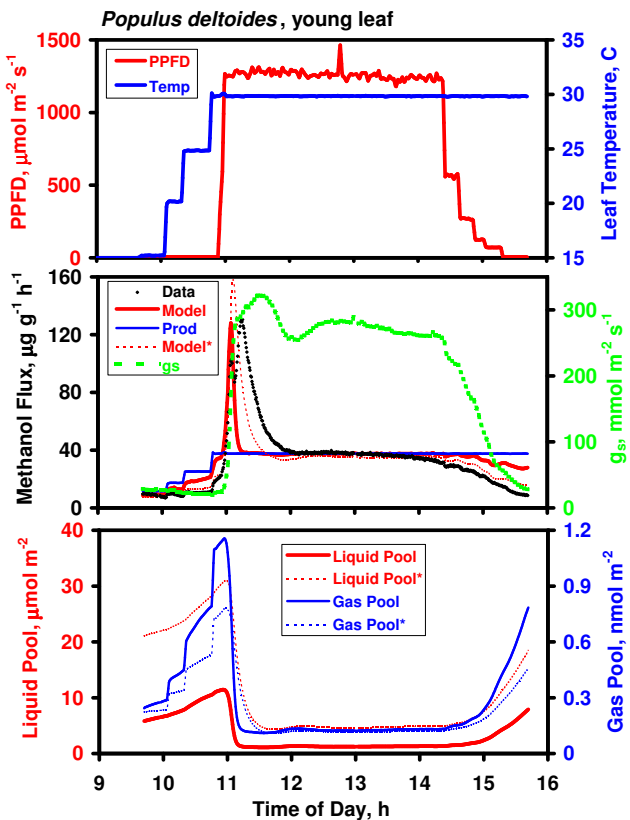 Populus deltoides, young leaf
1500
1000
500
0
PPFD, µmol m-2 s-1
PPFD
Temp
35
30
25
20
15
Leaf Temperature, C
160
120
80
40
0
Methanol Flux, µg g-1 h-1
Data
Model
Prod
Model*
gs
300
200
100
0
gs, mmol m-2 s-1
40
30
20
10
0
Liquid Pool, µmol m-2
Liquid Pool
Liquid Pool*
Gas Pool
Gas Pool*
1.2
0.9
0.6
0.3
0
Gas Pool, nmol m-2
9 10 11 12 13 14 15 16
Time of Day, h